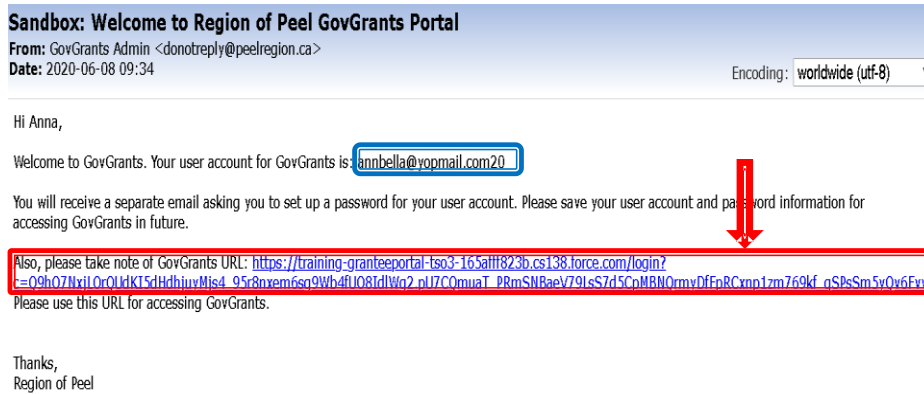 Sandbox: Welcome to Region of Peel GovGrants Portal
From: GovGrants Admin <donotreply@peelregion.ca>
Date: 2020-06-08 09:34
Encoding: worldwide (utf-8)
Hi Anna,
Welcome to GovGrants. Your user account for GovGrants is: annbella@yopmail.com20
You will receive a separate email asking you to set up a password for your user account. Please save your user account and password information for
accessing GovGrants in future.
Also, please take note of GovGrants URL: https://training-granteeportal-tso3-165afff823b.cs138.force.com/login?
Please use this URL for accessing GovGrants.
Thanks,
Region of Peel